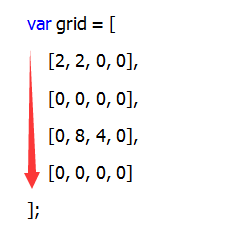 var grid = [
[2, 2, 0, 0],
[0, 0, 0, 0],
[0, 8, 4, 0],
[0, 0, 0, 0]
];